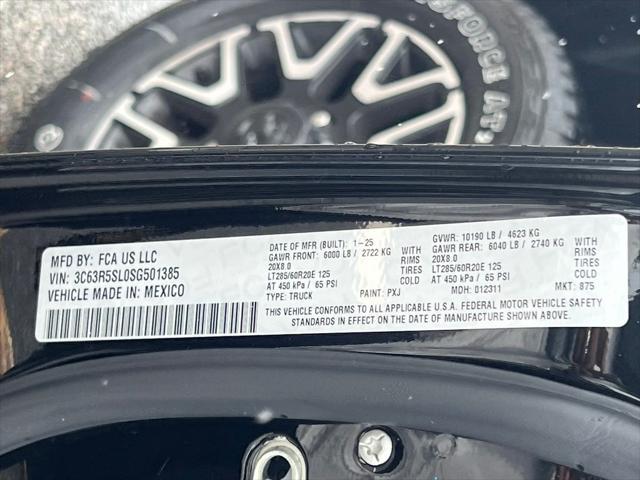 SFORCE AT
MFD BY: FCA US LLC
VIN: 3C63R5SL0SG501385
VEHICLE MADE IN: MEXICO
DATE OF MFR (BUILT): 1-25
GAWR FRONT: 6000 LB / 2722 KG
20X8.0 WITH RIMS
LT285/60R20E 125 TIRES
AT 450 kPa / 65 PSI COLD
TYPE: TRUCK PAINT: PXJ
GVWR: 10190 LB / 4623 KG
GAWR REAR: 6040 LB / 2740 KG
20X8.0 WITH RIMS
LT285/60R20E 125 TIRES
AT 450 kPa / 65 PSI COLD
MDH: 012311 MKT: 875
THIS VEHICLE CONFORMS TO ALL APPLICABLE U.S.A. FEDERAL MOTOR VEHICLE SAFETY
STANDARDS IN EFFECT ON THE DATE OF MANUFACTURE SHOWN ABOVE.